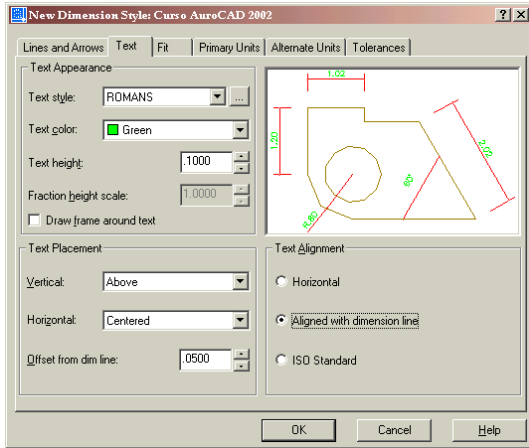 New Dimension Style: Curso AuroCAD 2002
Lines and Arrows Text Fit Primary Units Alternate Units Tolerances
Text Appearance
Text style: ROMANS ...
Text color: Green
Text height: .1000
Fraction height scale: 1.0000
Draw frame around text
1.02
1.20
2.02
60°
R.80
Text Placement
Vertical: Above
Horizontal: Centered
Offset from dim line: .0500
Text Alignment
Horizontal
Aligned with dimension line
ISO Standard
OK Cancel Help